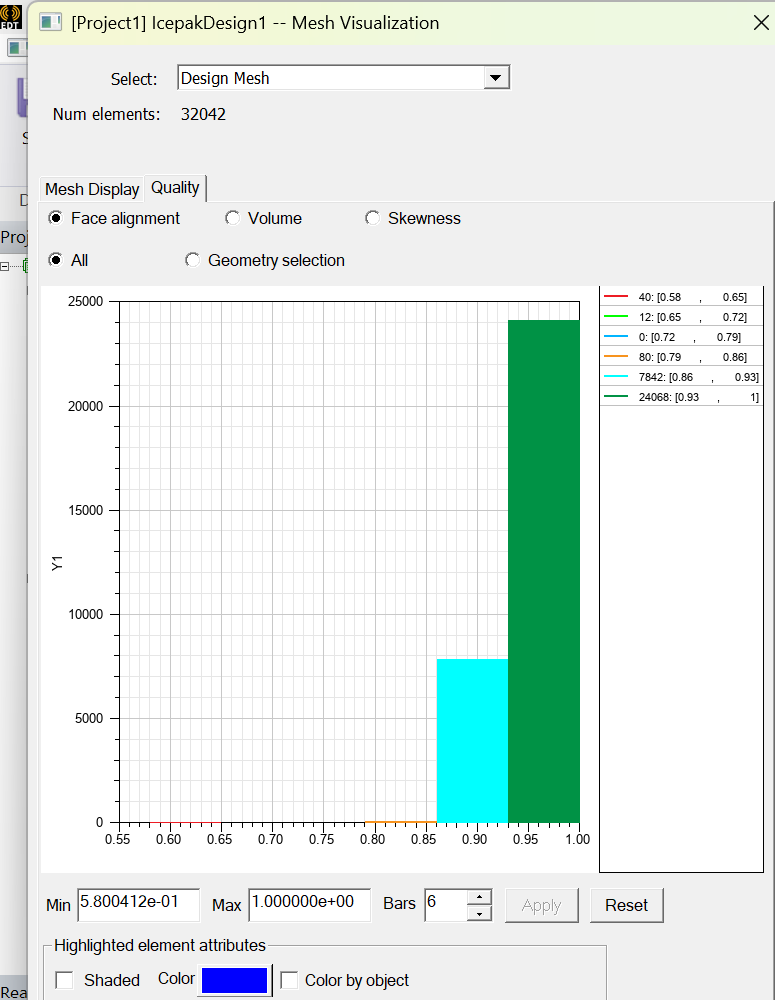 [Project1] IcepakDesign1 -- Mesh Visualization
EDT
Select: Design Mesh
Num elements: 32042
Mesh Display Quality
Face alignment Volume Skewness
All Geometry selection
Proj
25000
20000
15000
10000
5000
0
Y1
0.55 0.60 0.65 0.70 0.75 0.80 0.85 0.90 0.95 1.00
40: [0.58 , 0.65]
12: [0.65 , 0.72]
0: [0.72 , 0.79]
80: [0.79 , 0.86]
7842: [0.86 , 0.93]
24068: [0.93 , 1]
Min 5.800412e-01 Max 1.000000e+00 Bars 6 Apply Reset
Highlighted element attributes
Shaded Color Color by object
Rea